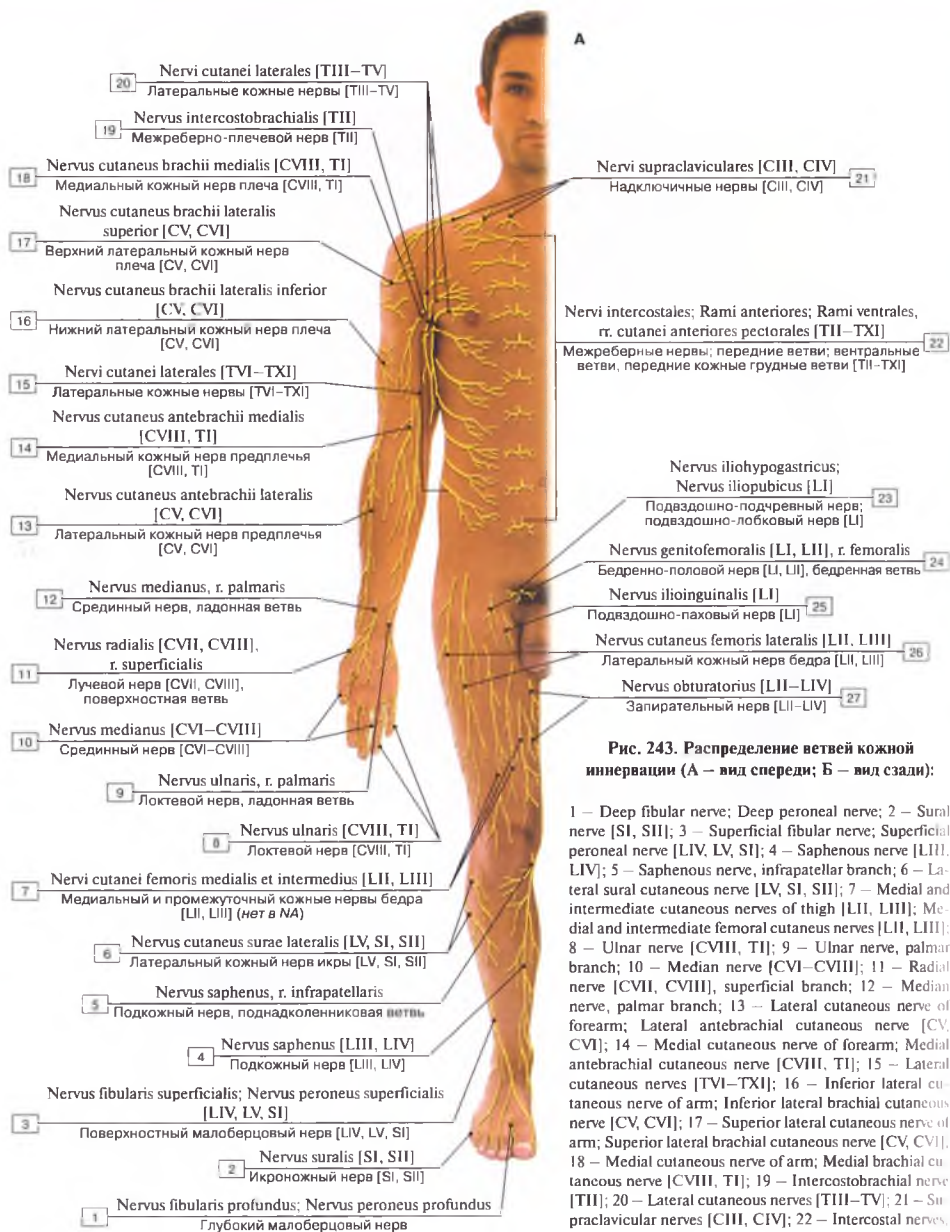 А
Nervi cutanei laterales [TIII–TV]
20
Латеральные кожные нервы [TIII–TV]
Nervus intercostobrachialis [TII]
19
Межреберно-плечевой нерв [TII]
Nervus cutaneus brachii medialis [CVIII, TI]
18
Медиальный кожный нерв плеча [CVIII, TI]
Nervus cutaneus brachii lateralis
superior [CV, CVI]
17
Верхний латеральный кожный нерв
плеча [CV, CVI]
Nervus cutaneus brachii lateralis inferior
[CV, CVI]
16
Нижний латеральный кожный нерв плеча
[CV, CVI]
Nervi cutanei laterales [TVI–TXI]
15
Латеральные кожные нервы [TVI–TXI]
Nervus cutaneus antebrachii medialis
[CVIII, TI]
14
Медиальный кожный нерв предплечья
[CVIII, TI]
Nervus cutaneus antebrachii lateralis
[CV, CVI]
13
Латеральный кожный нерв предплечья
[CV, CVI]
Nervus medianus, r. palmaris
12
Срединный нерв, ладонная ветвь
Nervus radialis [CVII, CVIII],
r. superficialis
11
Лучевой нерв [CVII, CVIII],
поверхностная ветвь
Nervus medianus [CVI–CVIII]
10
Срединный нерв [CVI–CVIII]
Nervus ulnaris, r. palmaris
9
Локтевой нерв, ладонная ветвь
Nervus ulnaris [CVIII, TI]
8
Локтевой нерв [CVIII, TI]
Nervi cutanei femoris medialis et intermedius [LII, LIII]
7
Медиальный и промежуточный кожные нервы бедра
[LII, LIII] (нет в NA)
Nervus cutaneus surae lateralis [LV, SI, SII]
6
Латеральный кожный нерв икры [LV, SI, SII]
Nervus saphenus, r. infrapatellaris
5
Подкожный нерв, поднадколенниковая ветвь
Nervus saphenus [LIII, LIV]
4
Подкожный нерв [LIII, LIV]
Nervus fibularis superficialis; Nervus peroneus superficialis
[LIV, LV, SI]
3
Поверхностный малоберцовый нерв [LIV, LV, SI]
Nervus suralis [SI, SII]
2
Икроножный нерв [SI, SII]
Nervus fibularis profundus; Nervus peroneus profundus
1
Глубокий малоберцовый нерв
Nervi supraclaviculares [CIII, CIV]
21
Надключичные нервы [CIII, CIV]
Nervi intercostales; Rami anteriores; Rami ventrales,
rr. cutanei anteriores pectorales [TII–TXI]
22
Межреберные нервы; передние ветви; вентральные
ветви, передние кожные грудные ветви [TII–TXI]
Nervus iliohypogastricus;
Nervus iliopubicus [LI]
23
Подвздошно-подчревный нерв;
подвздошно-лобковый нерв [LI]
Nervus genitofemoralis [LI, LII], r. femoralis
24
Бедренно-половой нерв [LI, LII], бедренная ветвь
Nervus ilioinguinalis [LI]
25
Подвздошно-паховый нерв [LI]
Nervus cutaneus femoris lateralis [LII, LIII]
26
Латеральный кожный нерв бедра [LII, LIII]
Nervus obturatorius [LII–LIV]
27
Запирательный нерв [LII–LIV]
Рис. 243. Распределение ветвей кожной
иннервации (А – вид спереди; Б – вид сзади):
1 – Deep fibular nerve; Deep peroneal nerve; 2 – Sural
nerve [SI, SII]; 3 – Superficial fibular nerve; Superficial
peroneal nerve [LIV, LV, SI]; 4 – Saphenous nerve [LIII,
LIV]; 5 – Saphenous nerve, infrapatellar branch; 6 – La-
teral sural cutaneous nerve [LV, SI, SII]; 7 – Medial and
intermediate cutaneous nerves of thigh [LII, LIII]; Me-
dial and intermediate femoral cutaneous nerves [LII, LIII];
8 – Ulnar nerve [CVIII, TI]; 9 – Ulnar nerve, palmar
branch; 10 – Median nerve [CVI–CVIII]; 11 – Radial
nerve [CVII, CVIII], superficial branch; 12 – Median
nerve, palmar branch; 13 – Lateral cutaneous nerve of
forearm; Lateral antebrachial cutaneous nerve [CV,
CVI]; 14 – Medial cutaneous nerve of forearm; Medial
antebrachial cutaneous nerve [CVIII, TI]; 15 – Lateral
cutaneous nerves [TVI–TXI]; 16 – Inferior lateral cu-
taneous nerve of arm; Inferior lateral brachial cutaneous
nerve [CV, CVI]; 17 – Superior lateral cutaneous nerve of
arm; Superior lateral brachial cutaneous nerve [CV, CVI];
18 – Medial cutaneous nerve of arm; Medial brachial cu-
taneous nerve [CVIII, TI]; 19 – Intercostobrachial nerve
[TII]; 20 – Lateral cutaneous nerves [TIII–TV]; 21 – Su-
praclavicular nerves [CIII, CIV]; 22 – Intercostal nerves,